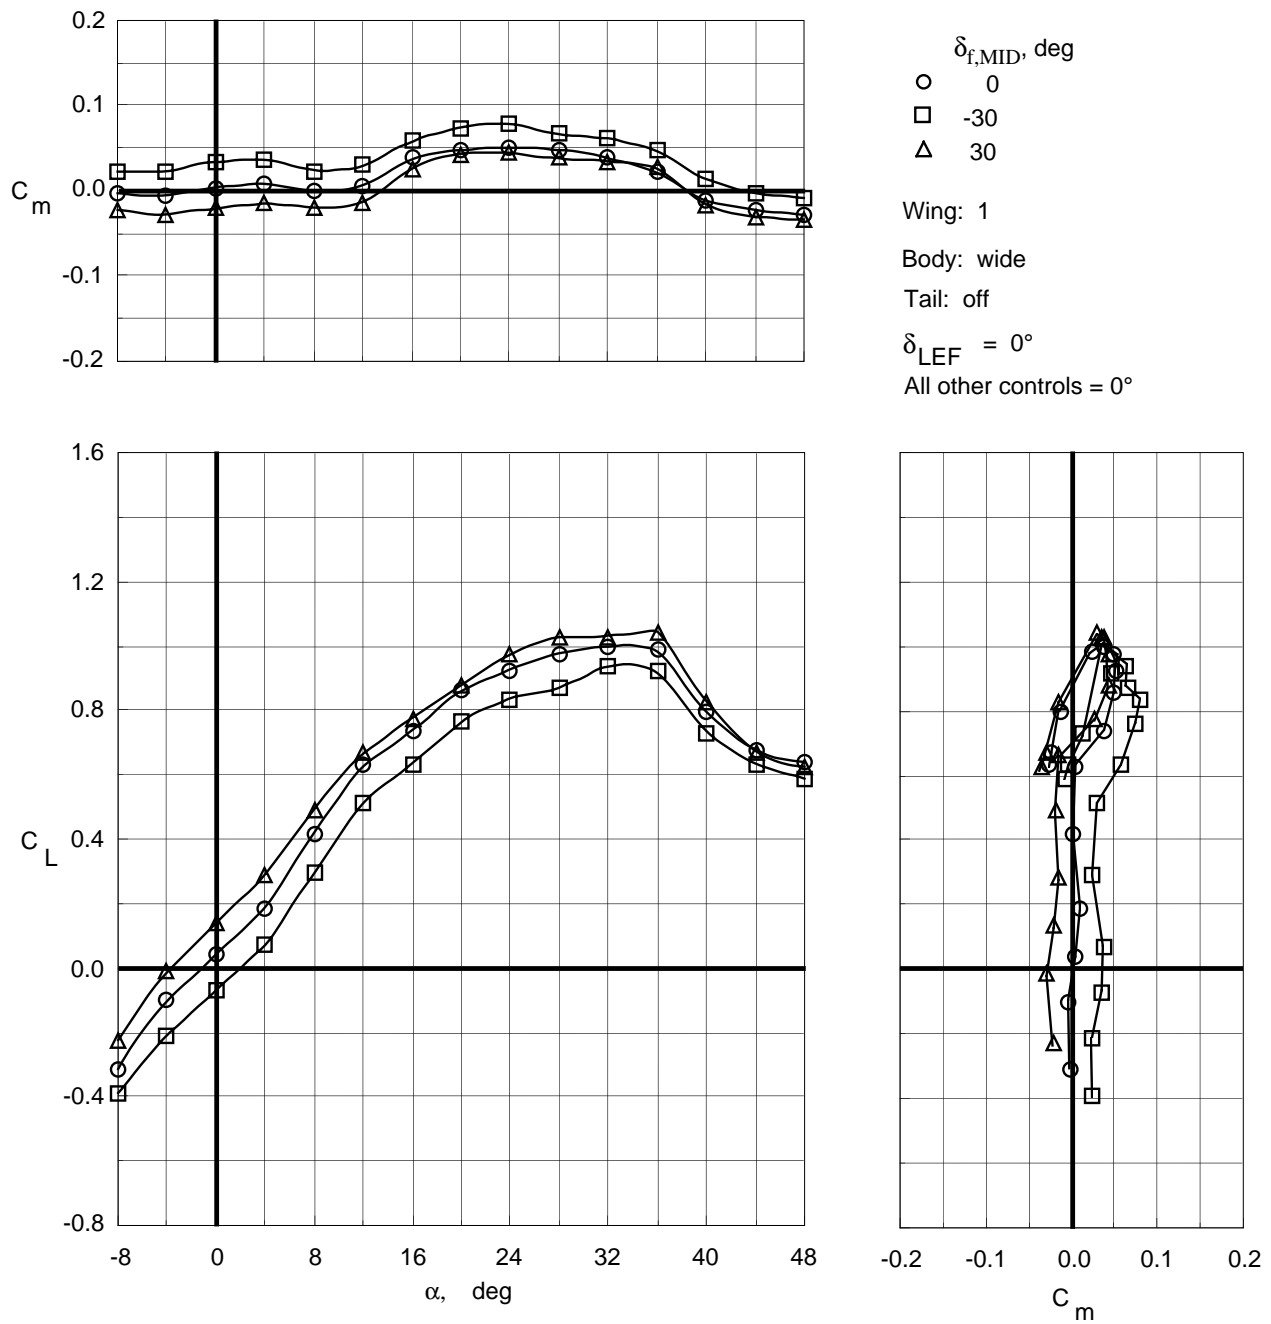 0.2
0.1
0.0
-0.1
-0.2
C m
δf,MID, deg
0
-30
30
Wing: 1
Body: wide
Tail: off
δLEF = 0°
All other controls = 0°
1.6
1.2
0.8
0.4
0.0
-0.4
-0.8
C L
-8 0 8 16 24 32 40 48
α, deg
-0.2 -0.1 0.0 0.1 0.2
C m